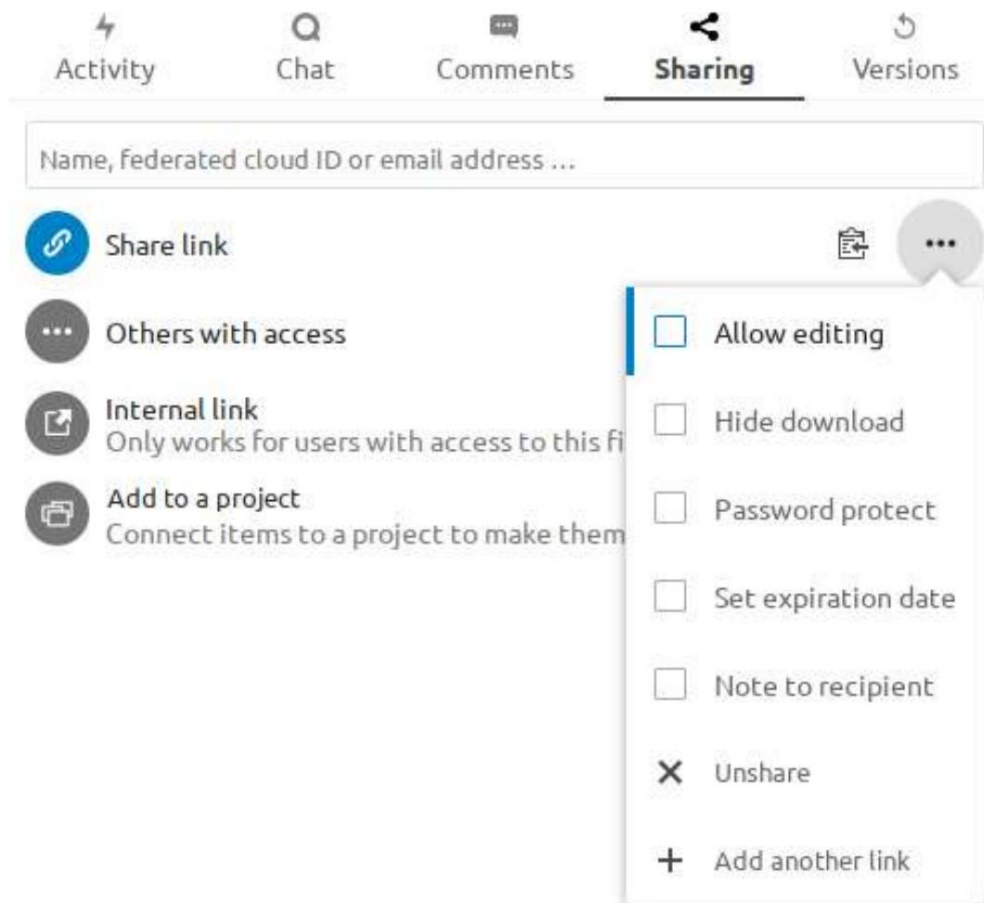 Activity Chat Comments Sharing Versions
Name, federated cloud ID or email address ...
Share link
Others with access
Internal link
Only works for users with access to this
Add to a project
Connect items to a project to make them
Allow editing
Hide download
Password protect
Set expiration date
Note to recipient
Unshare
Add another link